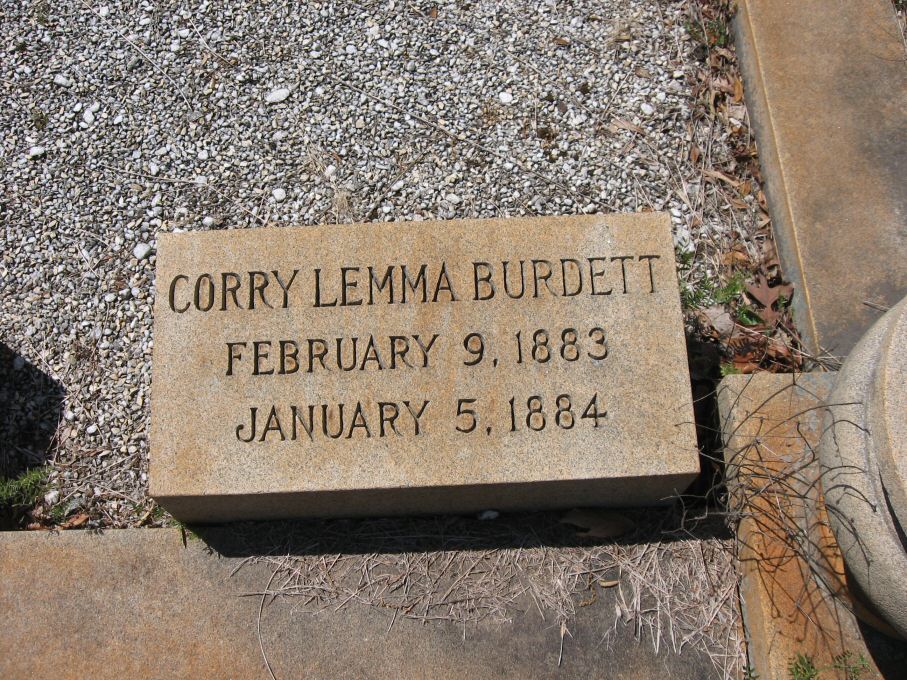 CORRY LEMMA BURDETT
FEBRUARY 9, 1883
JANUARY 5, 1884